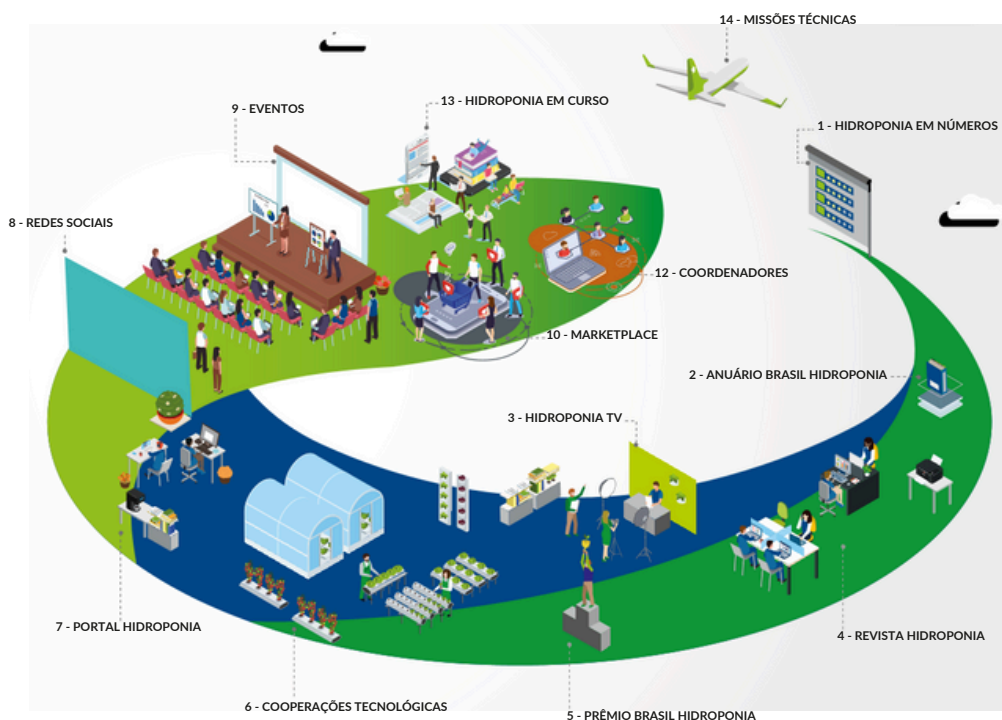 14 - MISSÕES TÉCNICAS
13 - HIDROPONIA EM CURSO
9 - EVENTOS
1 - HIDROPONIA EM NÚMEROS
8 - REDES SOCIAIS
12 - COORDENADORES
10 - MARKETPLACE
2 - ANUÁRIO BRASIL HIDROPONIA
3 - HIDROPONIA TV
7 - PORTAL HIDROPONIA
4 - REVISTA HIDROPONIA
6 - COOPERAÇÕES TECNOLÓGICAS
5 - PRÊMIO BRASIL HIDROPONIA